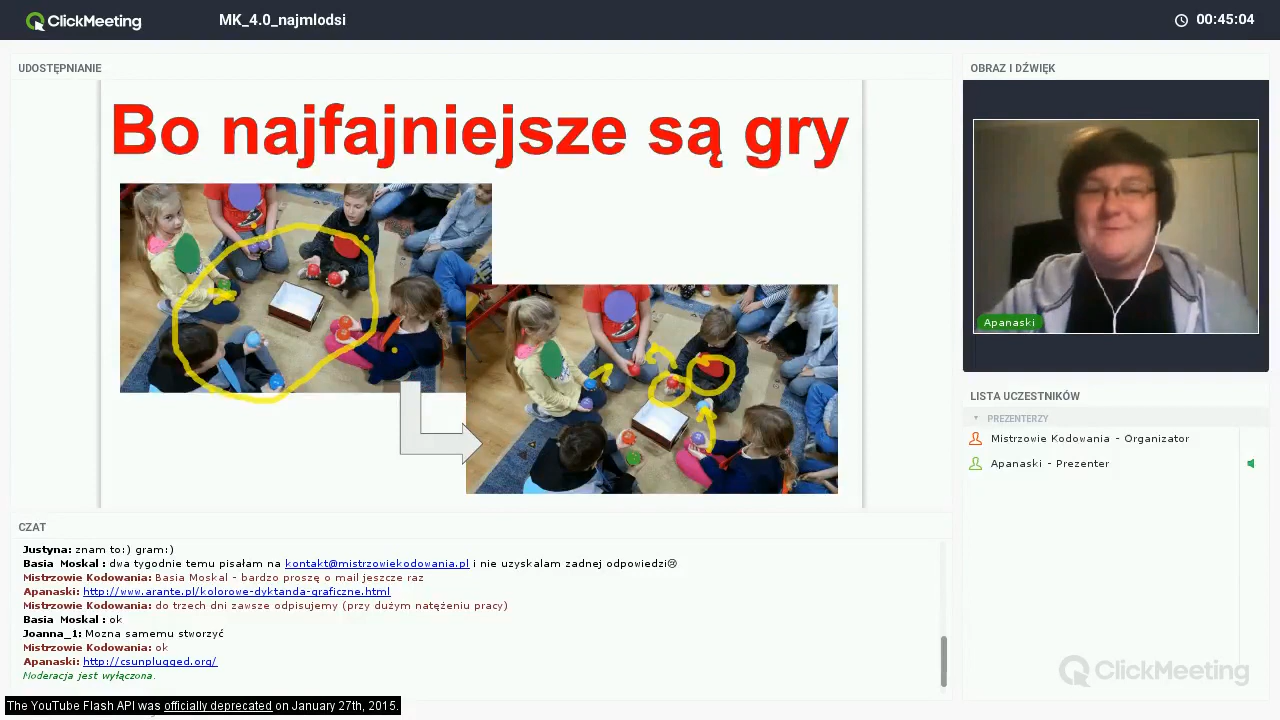 ClickMeeting
MK_4.0_najmlodsi
00:45:04
UDOSTĘPNIANIE
Bo najfajniejsze są gry
OBRAZ I DŹWIĘK
Apanaski
LISTA UCZESTNIKÓW
PREZENTERZY
Mistrzowie Kodowania - Organizator
Apanaski - Prezenter
CZAT
Justyna: znam to:) gram:)
Basia Moskal : dwa tygodnie temu pisałam na kontakt@mistrzowiekodowania.pl i nie uzyskalam zadnej odpowiedzi☹
Mistrzowie Kodowania: Basia Moskal - bardzo proszę o mail jeszcze raz
Apanaski: http://www.arante.pl/kolorowe-dyktanda-graficzne.html
Mistrzowie Kodowania: do trzech dni zawsze odpisujemy (przy dużym natężeniu pracy)
Basia Moskal : ok
Joanna_1: Mozna samemu stworzyć
Mistrzowie Kodowania: ok
Apanaski: http://csunplugged.org/
Moderacja jest wyłączona.
ClickMeeting
The YouTube Flash API was officially deprecated on January 27th, 2015.